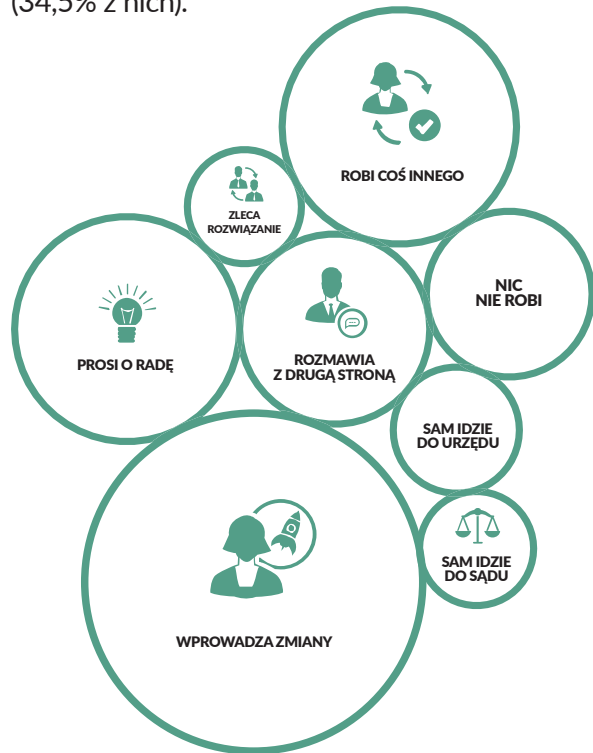 (34,5% z nich).
ROBI COŚ INNEGO
ZLECA
ROZWIĄZANIE
NIC
NIE ROBI
PROSI O RADĘ
ROZMAWIA
Z DRUGĄ STRONĄ
SAM IDZIE
DO URZĘDU
SAM IDZIE
DO SĄDU
WPROWADZA ZMIANY